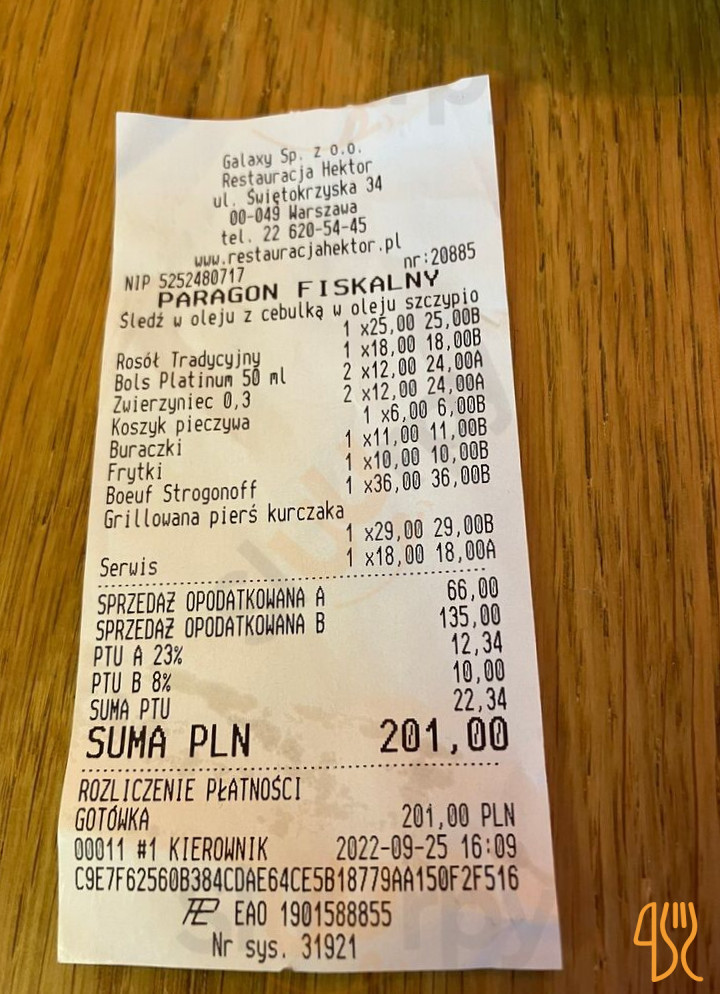 Galaxy Sp. z o.o.
Restauracja Hektor
ul. Świętokrzyska 34
00-049 Warszawa
tel. 22 620-54-45
www.restauracjahektor.pl
NIP 5252480717 nr:20885
PARAGON FISKALNY
Śledź w oleju z cebulką w oleju szczypio
1 x25,00 25,00B
Rosół Tradycyjny 1 x18,00 18,00B
Bols Platinum 50 ml 2 x12,00 24,00A
Zwierzyniec 0,3 2 x12,00 24,00A
Koszyk pieczywa 1 x6,00 6,00B
Buraczki 1 x11,00 11,00B
Frytki 1 x10,00 10,00B
Boeuf Strogonoff 1 x36,00 36,00B
Grillowana pierś kurczaka
1 x29,00 29,00B
Serwis 1 x18,00 18,00A
SPRZEDAŻ OPODATKOWANA A 66,00
SPRZEDAŻ OPODATKOWANA B 135,00
PTU A 23% 12,34
PTU B 8% 10,00
SUMA PTU 22,34
SUMA PLN 201,00
ROZLICZENIE PŁATNOŚCI
GOTÓWKA 201,00 PLN
00011 #1 KIEROWNIK 2022-09-25 16:09
C9E7F62560B384CDAE64CE5B18779AA150F2F516
EAO 1901588855
Nr sys. 31921